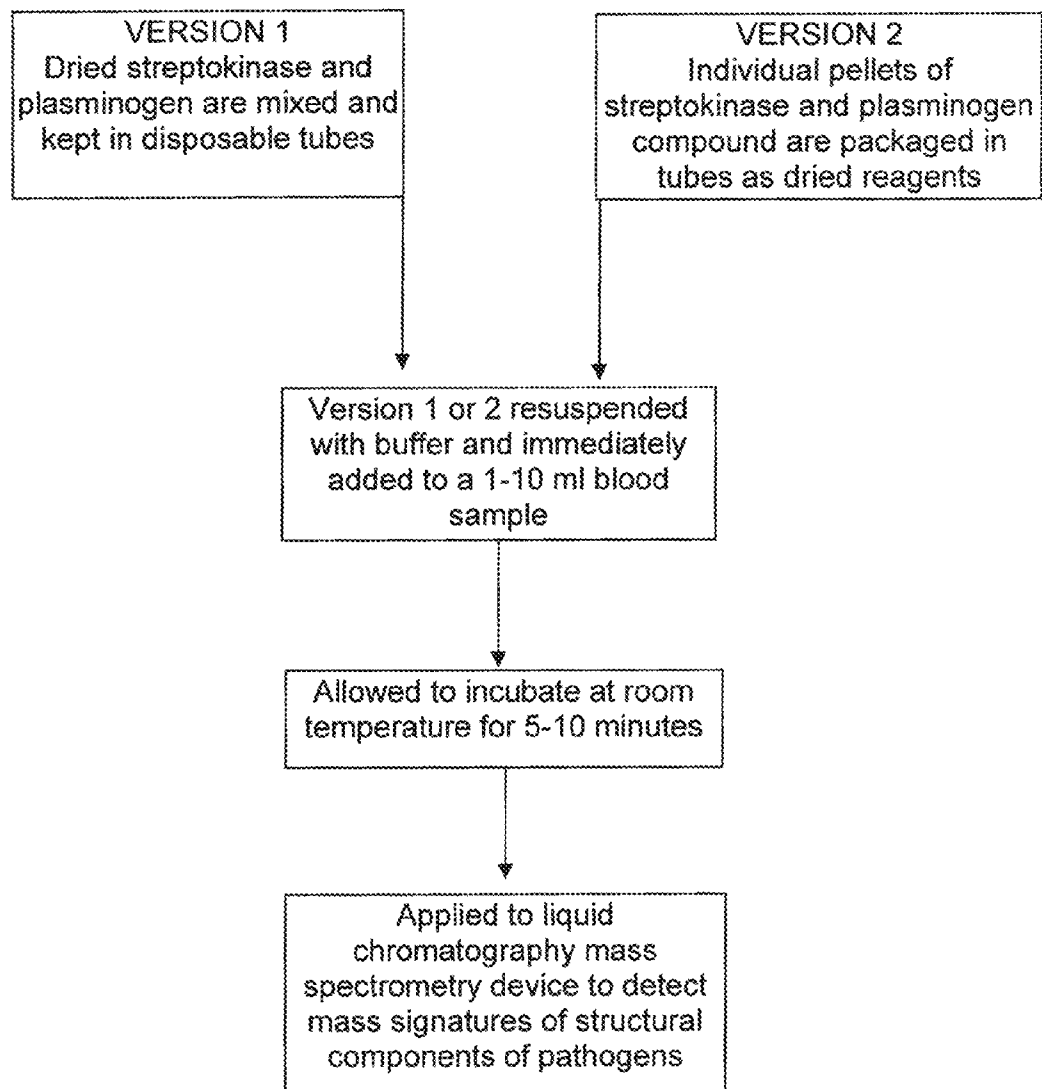 VERSION 1
Dried streptokinase and
plasminogen are mixed and
kept in disposable tubes
VERSION 2
Individual pellets of
streptokinase and plasminogen
compound are packaged in
tubes as dried reagents
Version 1 or 2 resuspended
with buffer and immediately
added to a 1-10 ml blood
sample
Allowed to incubate at room
temperature for 5-10 minutes
Applied to liquid
chromatography mass
spectrometry device to detect
mass signatures of structural
components of pathogens